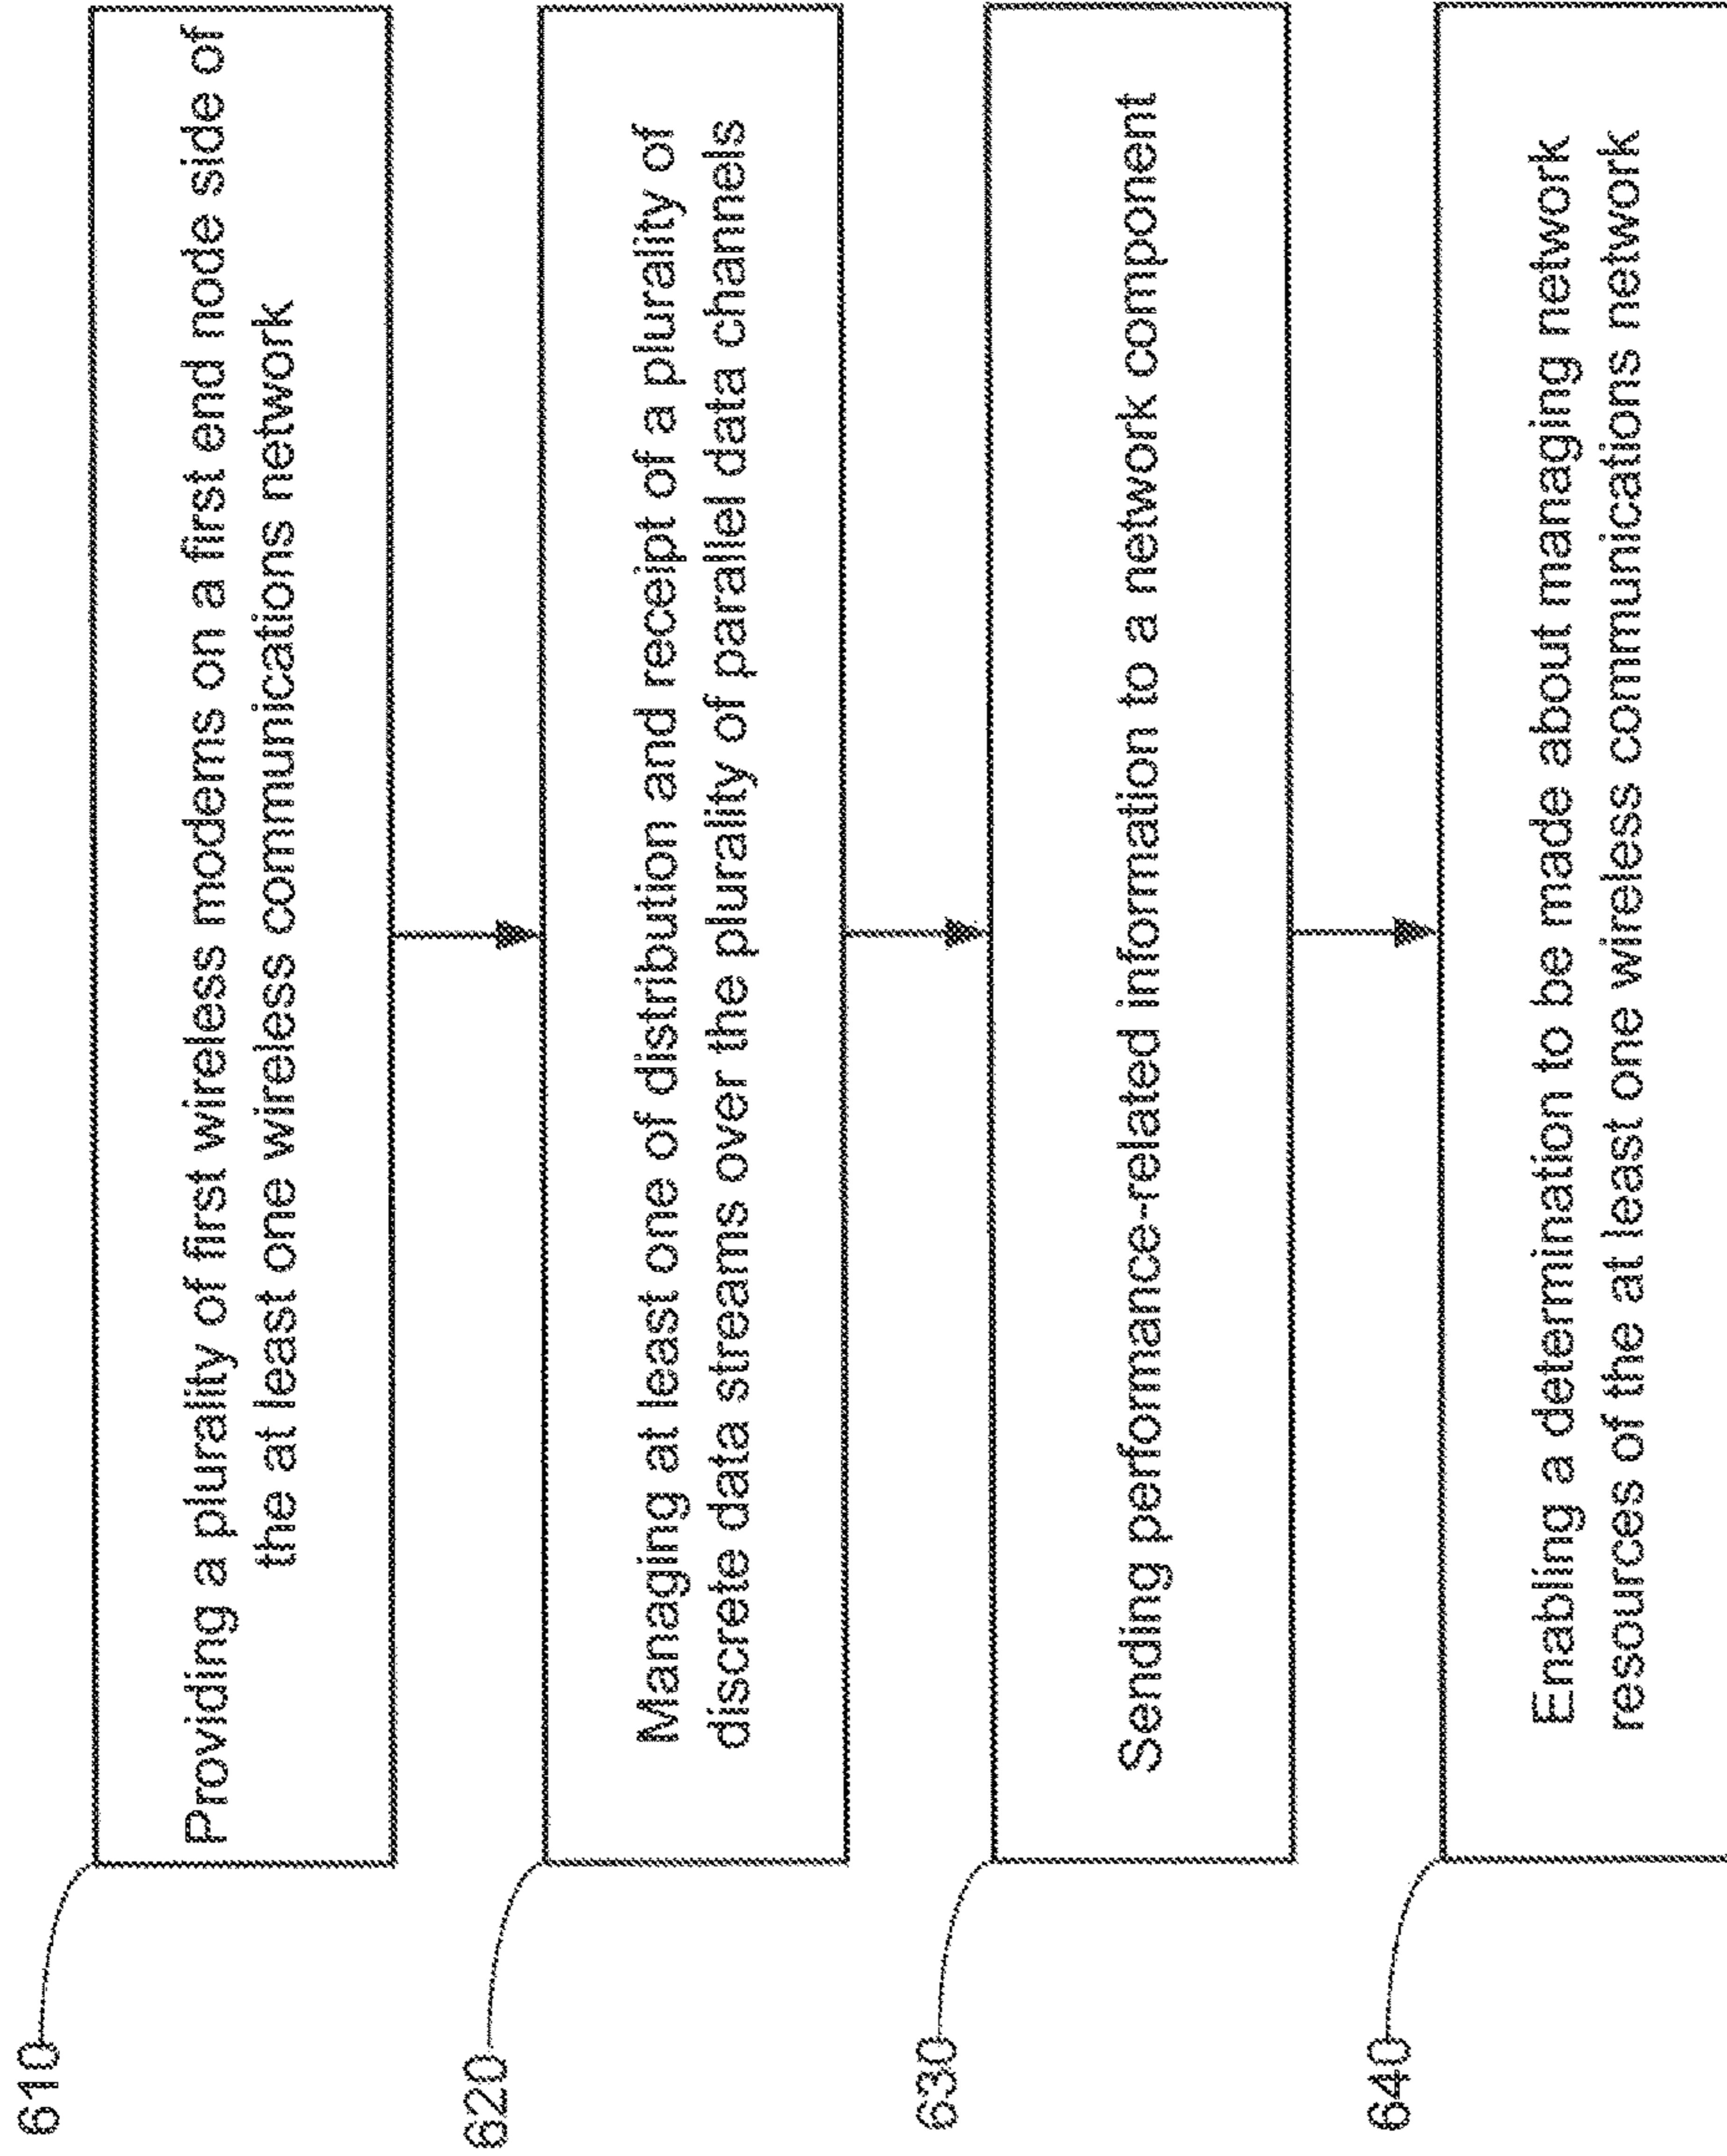 610
Providing a plurality of first wireless modems on a first end node side of
the at least one wireless communications network
620
Managing at least one of distribution and receipt of a plurality of
discrete data streams over the plurality of parallel data channels
630
Sending performance-related information to a network component
640
Enabling a determination to be made about managing network
resources of the at least one wireless communications network